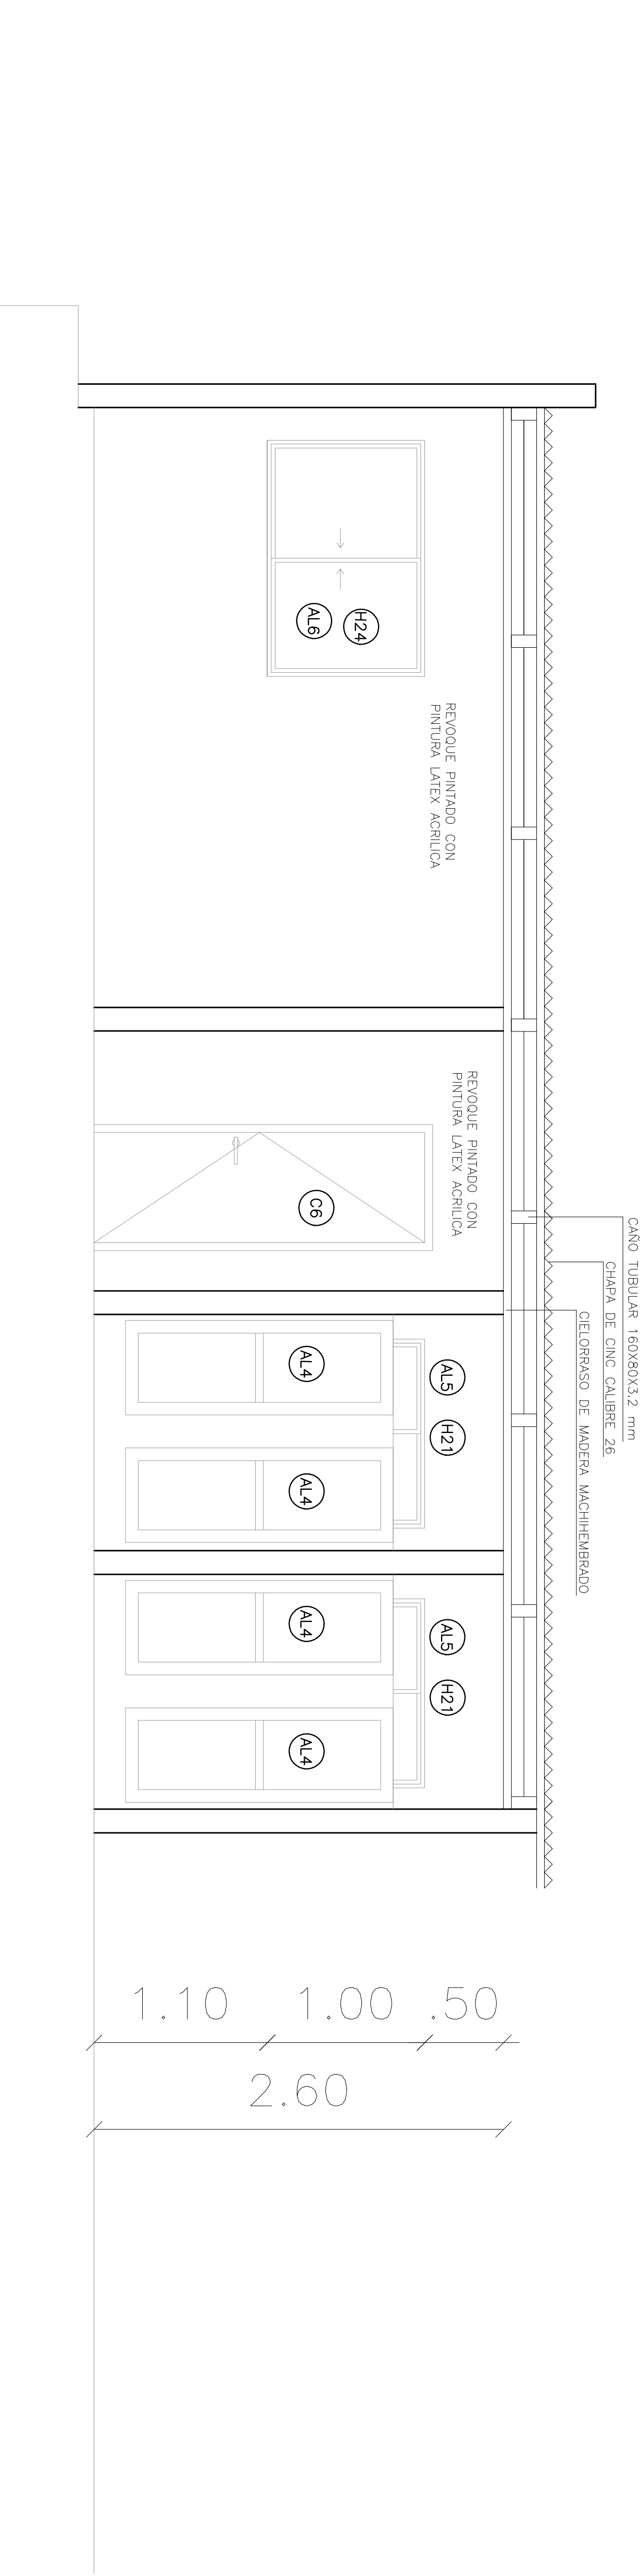 CAÑO TUBULAR 160X80X3.2 mm
CHAPA DE CINC CALIBRE 26
CIELORRASO DE MADERA MACHIHEMBRADO
REVOQUE PINTADO CON
PINTURA LATEX ACRILICA
H24
AL6
REVOQUE PINTADO CON
PINTURA LATEX ACRILICA
C6
AL5
H21
AL4
AL4
AL5
H21
AL4
AL4
.50
1.00
1.10
2.60